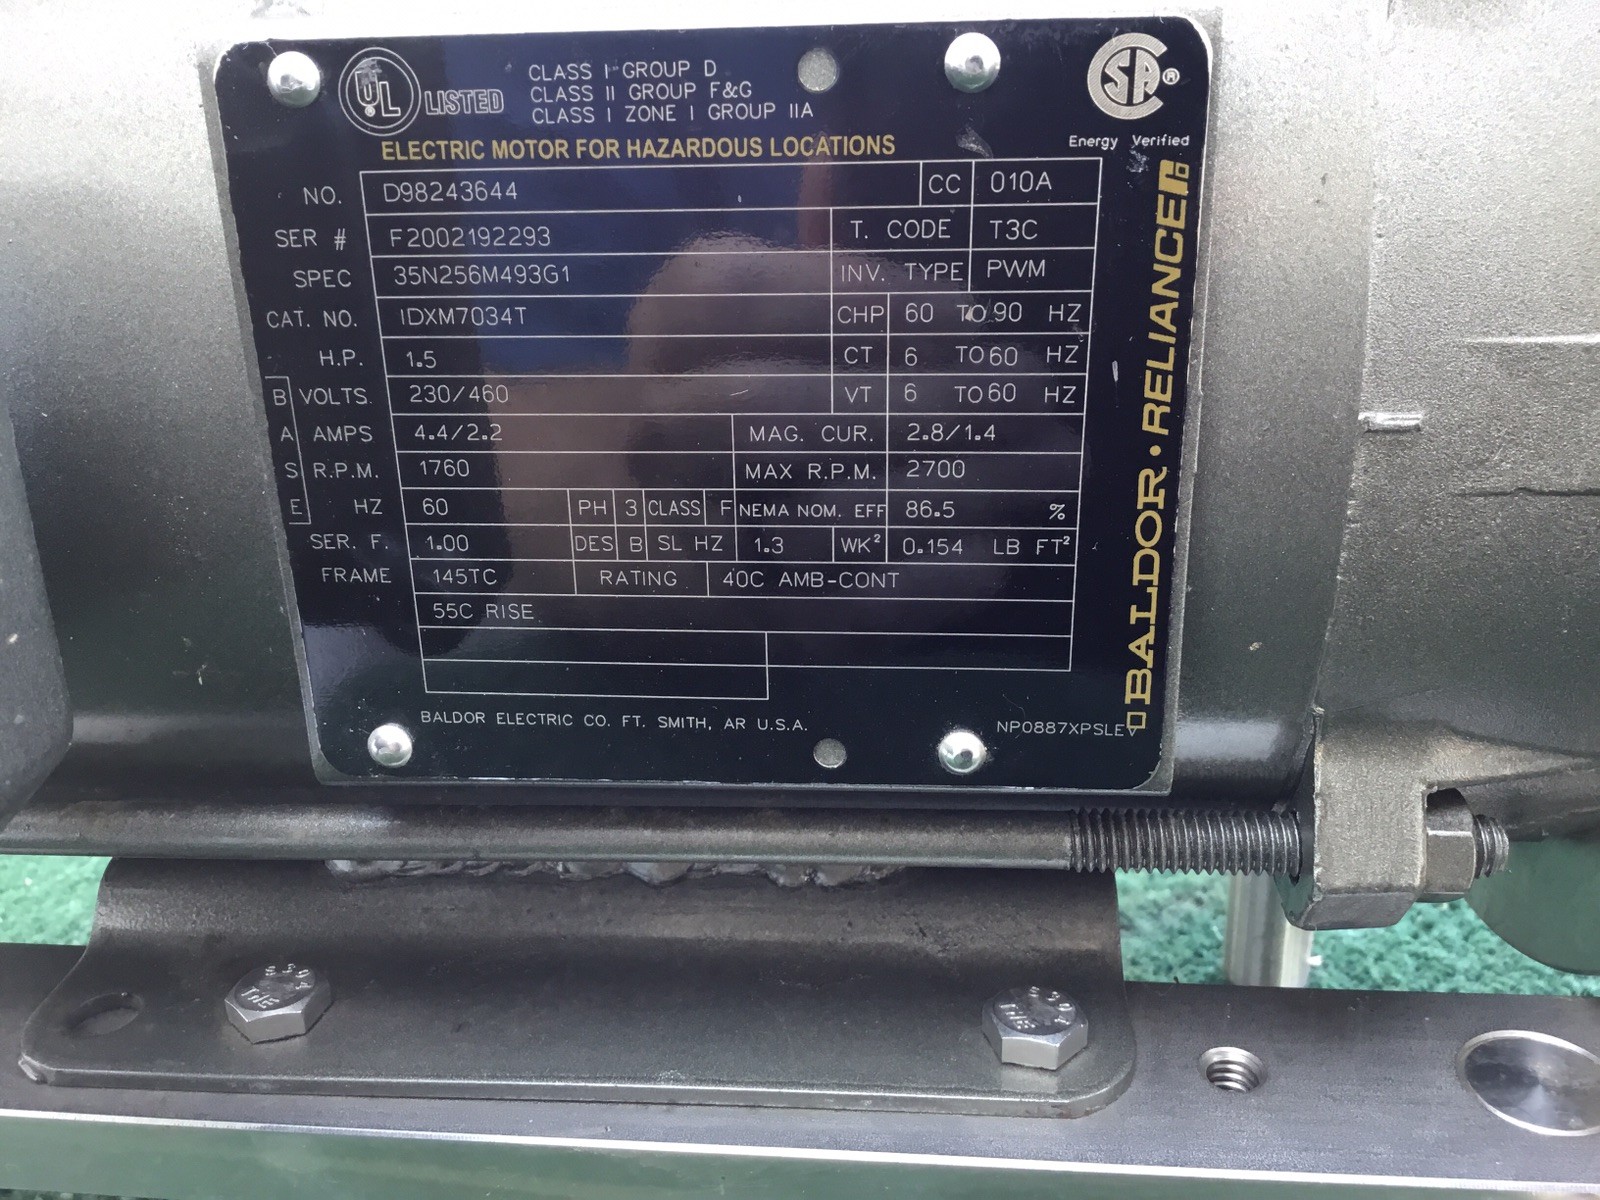 UL LISTED
CLASS I GROUP D
CLASS II GROUP F&G
CLASS I ZONE I GROUP IIA
SA ®
Energy Verified
ELECTRIC MOTOR FOR HAZARDOUS LOCATIONS
NO. D98243644 CC 010A
SER # F2002192293 T. CODE T3C
SPEC 35N256M493G1 INV. TYPE PWM
CAT. NO. IDXM7034T CHP 60 TO 90 HZ
H.P. 1.5 CT 6 TO 60 HZ
VOLTS 230/460 VT 6 TO 60 HZ
AMPS 4.4/2.2 MAG. CUR. 2.8/1.4
R.P.M. 1760 MAX R.P.M. 2700
HZ 60 PH 3 CLASS F NEMA NOM. EFF 86.5 %
SER. F. 1.00 DES B SL HZ 1.3 WK² 0.154 LB FT²
FRAME 145TC RATING 40C AMB-CONT
55C RISE
BASE
BALDOR ELECTRIC CO. FT. SMITH, AR U.S.A.
NP0887XPSLEV
BALDOR · RELIANCE
THE
THE